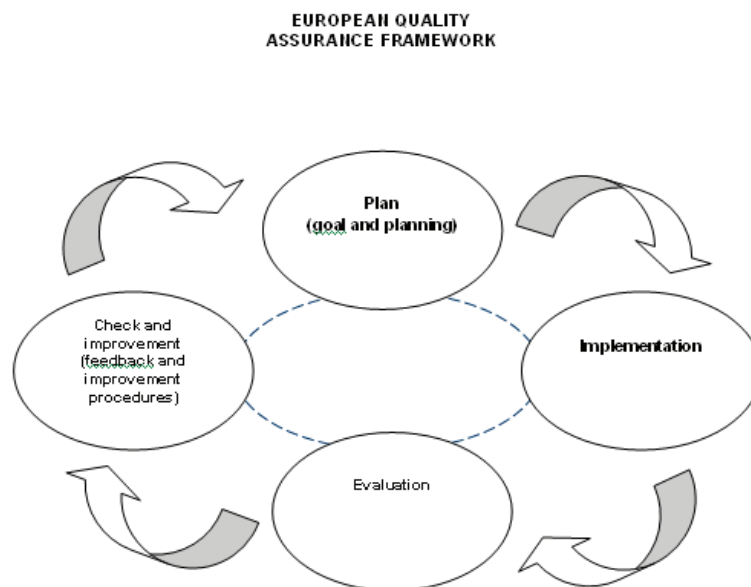 EUROPEAN QUALITY
ASSURANCE FRAMEWORK
Plan
(goal and planning)
Implementation
Evaluation
Check and
improvement
(feedback and
improvement
procedures)